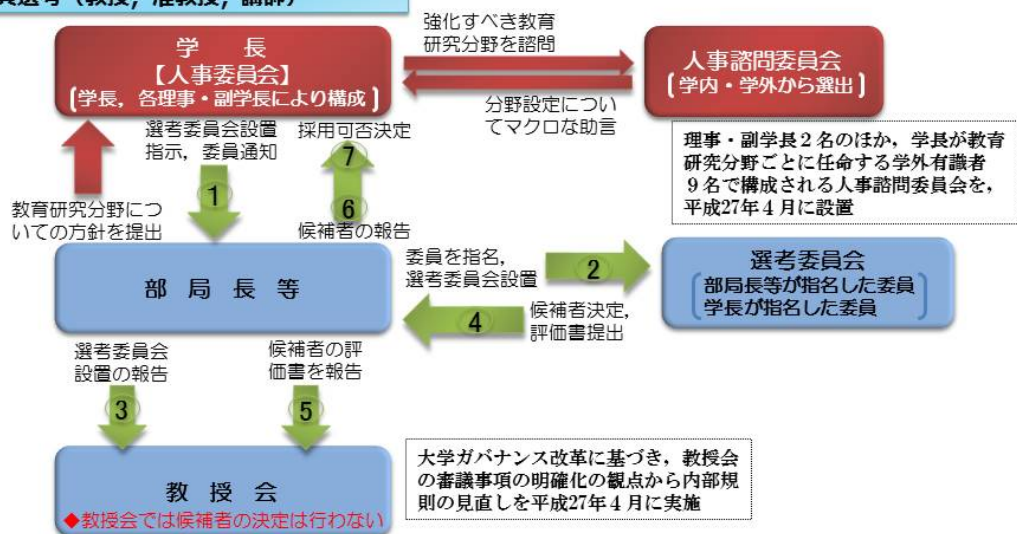 員選考（教授，准教授，講師）
学　長
【人事委員会】
〔学長，各理事・副学長により構成〕
強化すべき教育
研究分野を諮問
分野設定につい
てマクロな助言
人事諮問委員会
〔学内・学外から選出〕
理事・副学長２名のほか，学長が教育
研究分野ごとに任命する学外有識者
９名で構成される人事諮問委員会を，
平成27年４月に設置
教育研究分野につ
いての方針を提出
選考委員会設置
指示，委員通知
1
採用可否決定
7
6
候補者の報告
部 局 長 等
委員を指名，
選考委員会設置
2
4
候補者決定，
評価書提出
選考委員会
部局長等が指名した委員
学長が指名した委員
選考委員会
設置の報告
3
候補者の評
価書を報告
5
教 授 会
◆教授会では候補者の決定は行わない
大学ガバナンス改革に基づき，教授会
の審議事項の明確化の観点から内部規
則の見直しを平成27年４月に実施